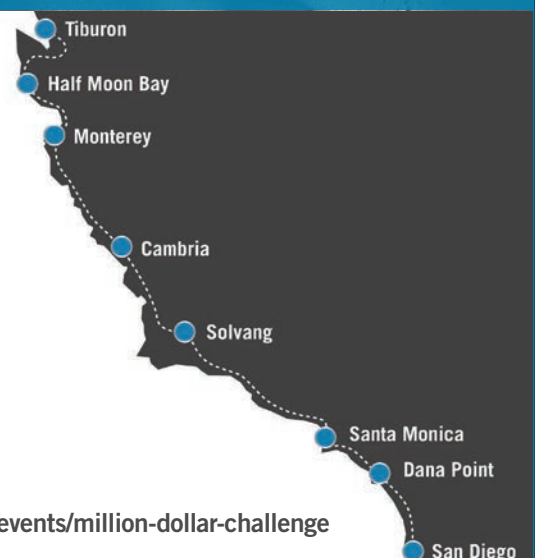 Tiburon
Half Moon Bay
Monterey
Cambria
Solvang
Santa Monica
Dana Point
events/million-dollar-challenge
San Diego